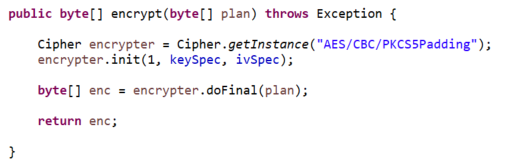 public byte[] encrypt(byte[] plan) throws Exception {
Cipher encrypter = Cipher.getInstance("AES/CBC/PKCS5Padding");
encrypter.init(1, keySpec, ivSpec);
byte[] enc = encrypter.doFinal(plan);
return enc;
}